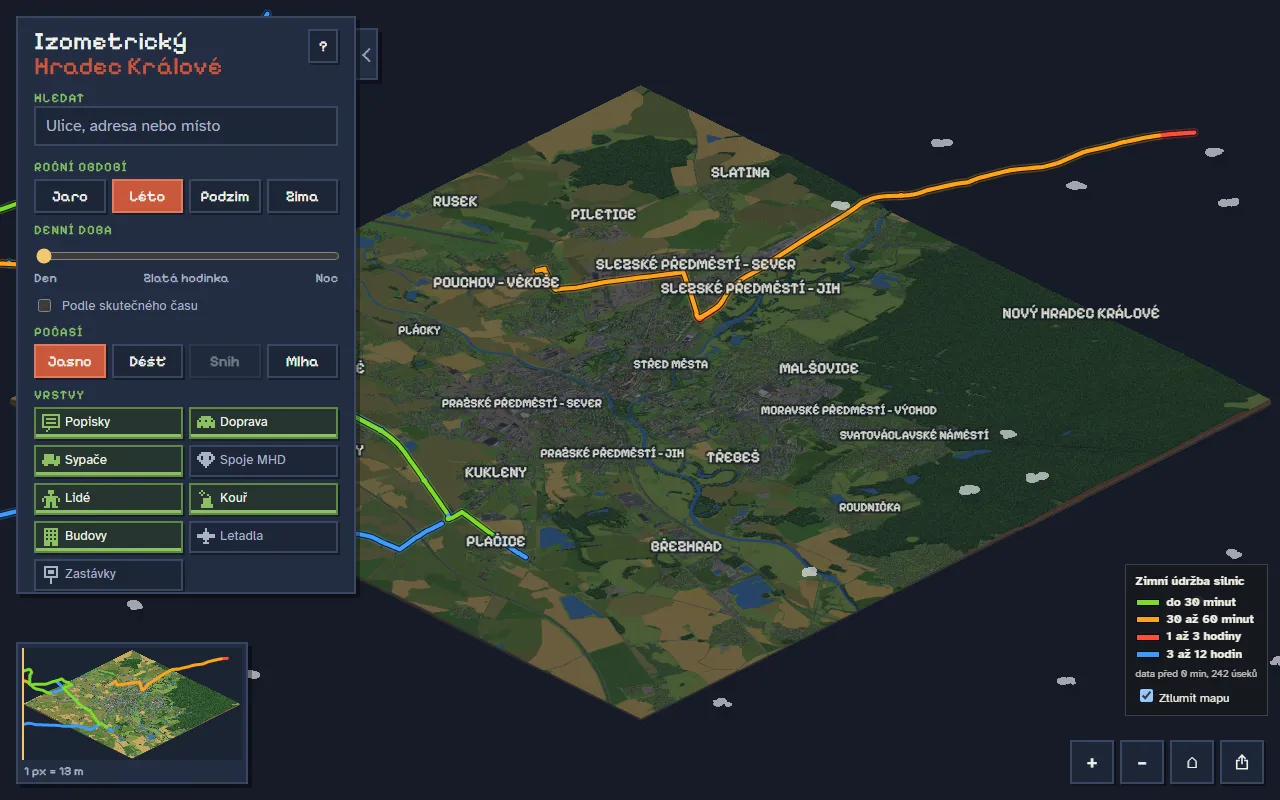 Izometrický
Hradec Králové
?
HLEDAT
Ulice, adresa nebo místo
ROČNÍ OBDOBÍ
Jaro
Léto
Podzim
Zima
DENNÍ DOBA
Den
Zlatá hodinka
Noc
Podle skutečného času
POČASÍ
Jasno
Déšť
Sníh
Mlha
VRSTVY
Popisky
Doprava
Sypače
Spoje MHD
Lidé
Kouř
Budovy
Letadla
Zastávky
1 px = 13 m
SLATINA
RUSEK
PILETICE
SLEZSKÉ PŘEDMĚSTÍ - SEVER
POUCHOV - VĚKOŠE
SLEZSKÉ PŘEDMĚSTÍ - JIH
NOVÝ HRADEC KRÁLOVÉ
PLÁCKY
STŘED MĚSTA
MALŠOVICE
PRAŽSKÉ PŘEDMĚSTÍ - SEVER
MORAVSKÉ PŘEDMĚSTÍ - VÝCHOD
SVATOVÁCLAVSKÉ NÁMĚSTÍ
PRAŽSKÉ PŘEDMĚSTÍ - JIH
TŘEBEŠ
KUKLENY
ROUDNIČKA
PLAČICE
BŘEZHRAD
Zimní údržba silnic
do 30 minut
30 až 60 minut
1 až 3 hodiny
3 až 12 hodin
data před 0 min, 242 úseků
Ztlumit mapu
+
−